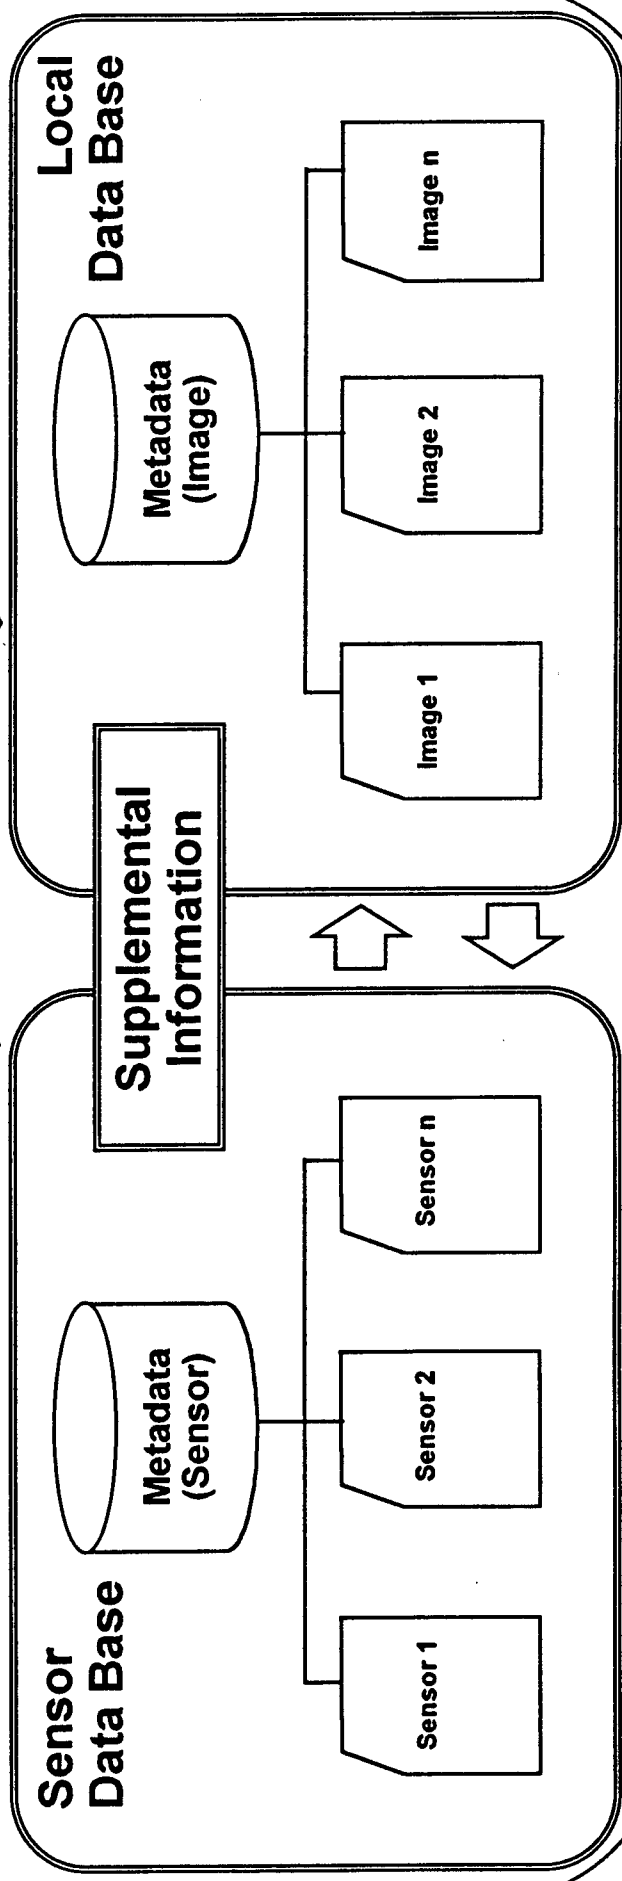 Sensor
Data Base
Metadata
(Sensor)
Sensor 1
Sensor 2
Sensor n
Supplemental
Information
Local
Data Base
Metadata
(Image)
Image 1
Image 2
Image n